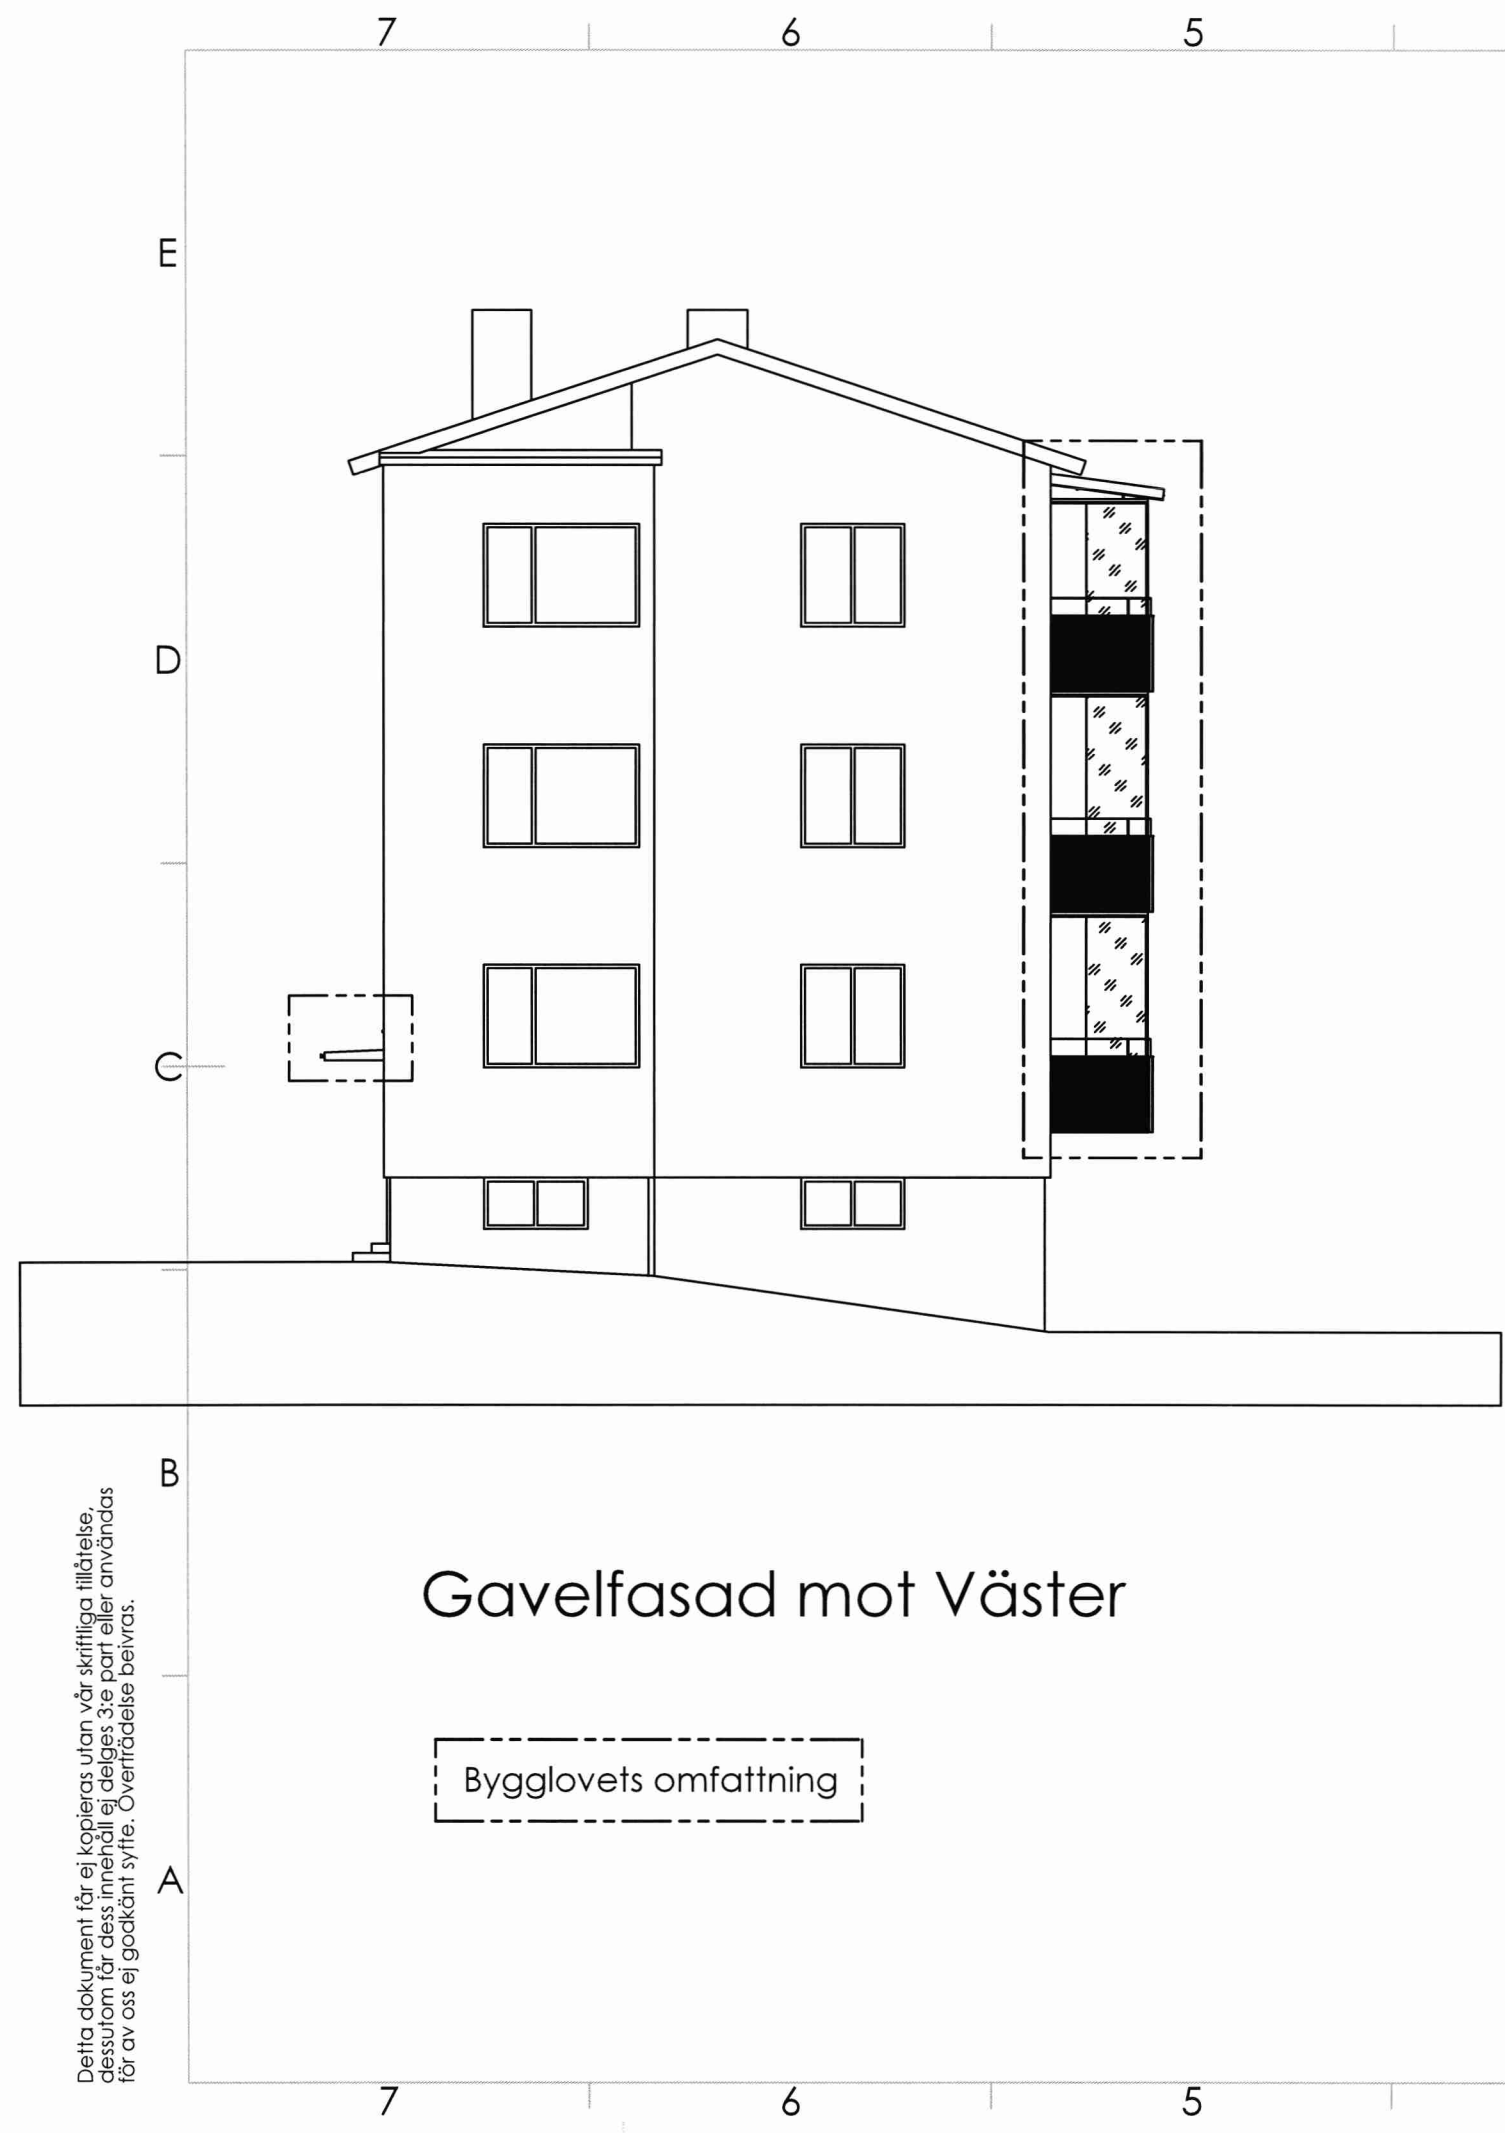 7 6 5
E
D
C
B
A
Gavelfasad mot Väster
Bygglovets omfattning
Detta dokument får ej kopieras utan vår skriftliga tillåtelse,
dessutom får dess innehåll ej delges 3:e part eller användas
för av oss ej godkänt syfte. Överträdelse beivras.
7 6 5